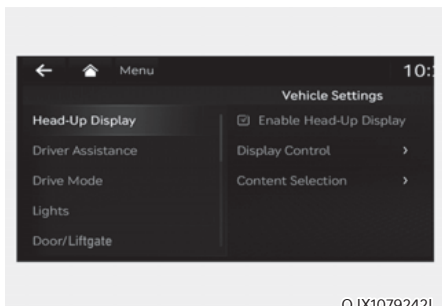 Menu
10:
Vehicle Settings
Head-Up Display
Enable Head-Up Display
Driver Assistance
Display Control
Drive Mode
Content Selection
Lights
Door/Liftgate